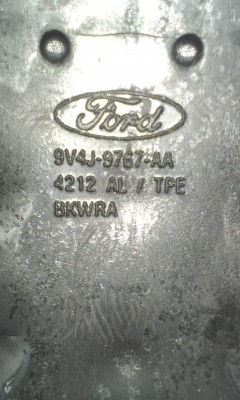 Ford
9V4J-9767-AA
4212 AL / TPE
BKWRA